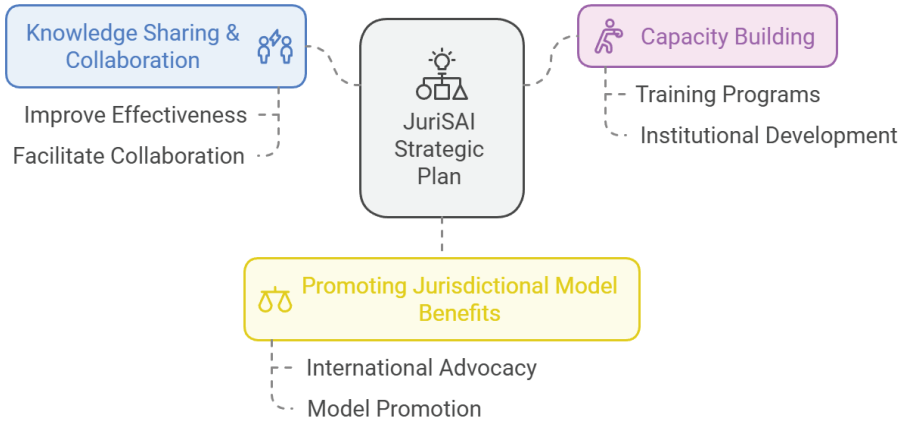 Knowledge Sharing &
Collaboration
Improve Effectiveness
Facilitate Collaboration
JuriSAI
Strategic
Plan
Capacity Building
Training Programs
Institutional Development
Promoting Jurisdictional Model
Benefits
International Advocacy
Model Promotion